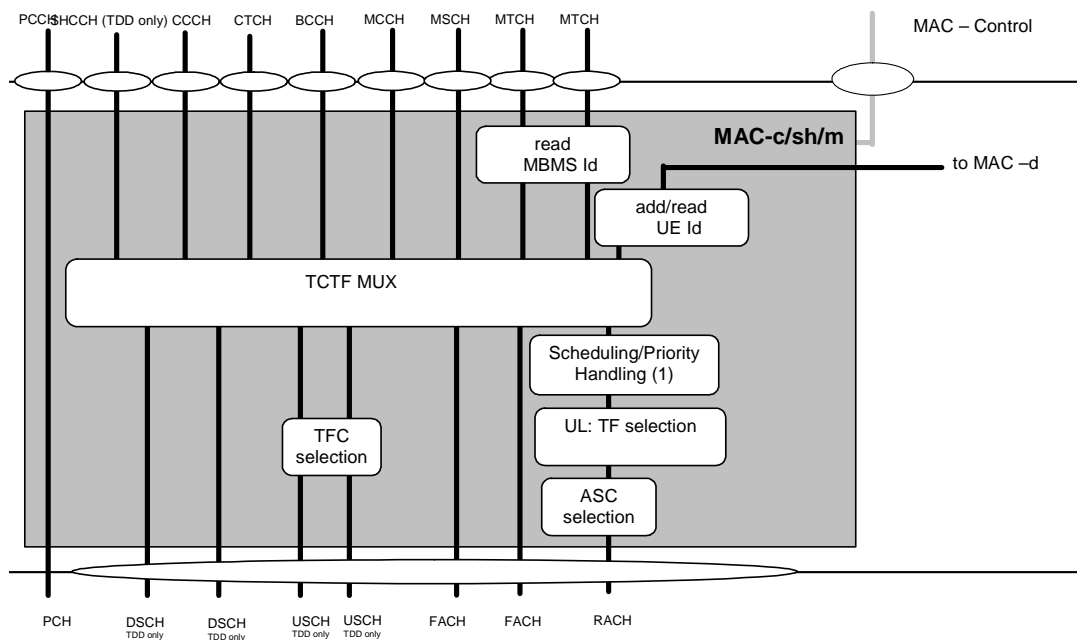 PCCH SHCCH (TDD only) CCCH CTCH BCCH MCCH MSCH MTCH MTCH
MAC – Control
MAC-c/sh/m
read
MBMS Id
to MAC –d
add/read
UE Id
TCTF MUX
Scheduling/Priority
Handling (1)
UL: TF selection
TFC
selection
ASC
selection
PCH DSCH DSCH USCH USCH FACH FACH RACH
TDD only TDD only TDD only TDD only